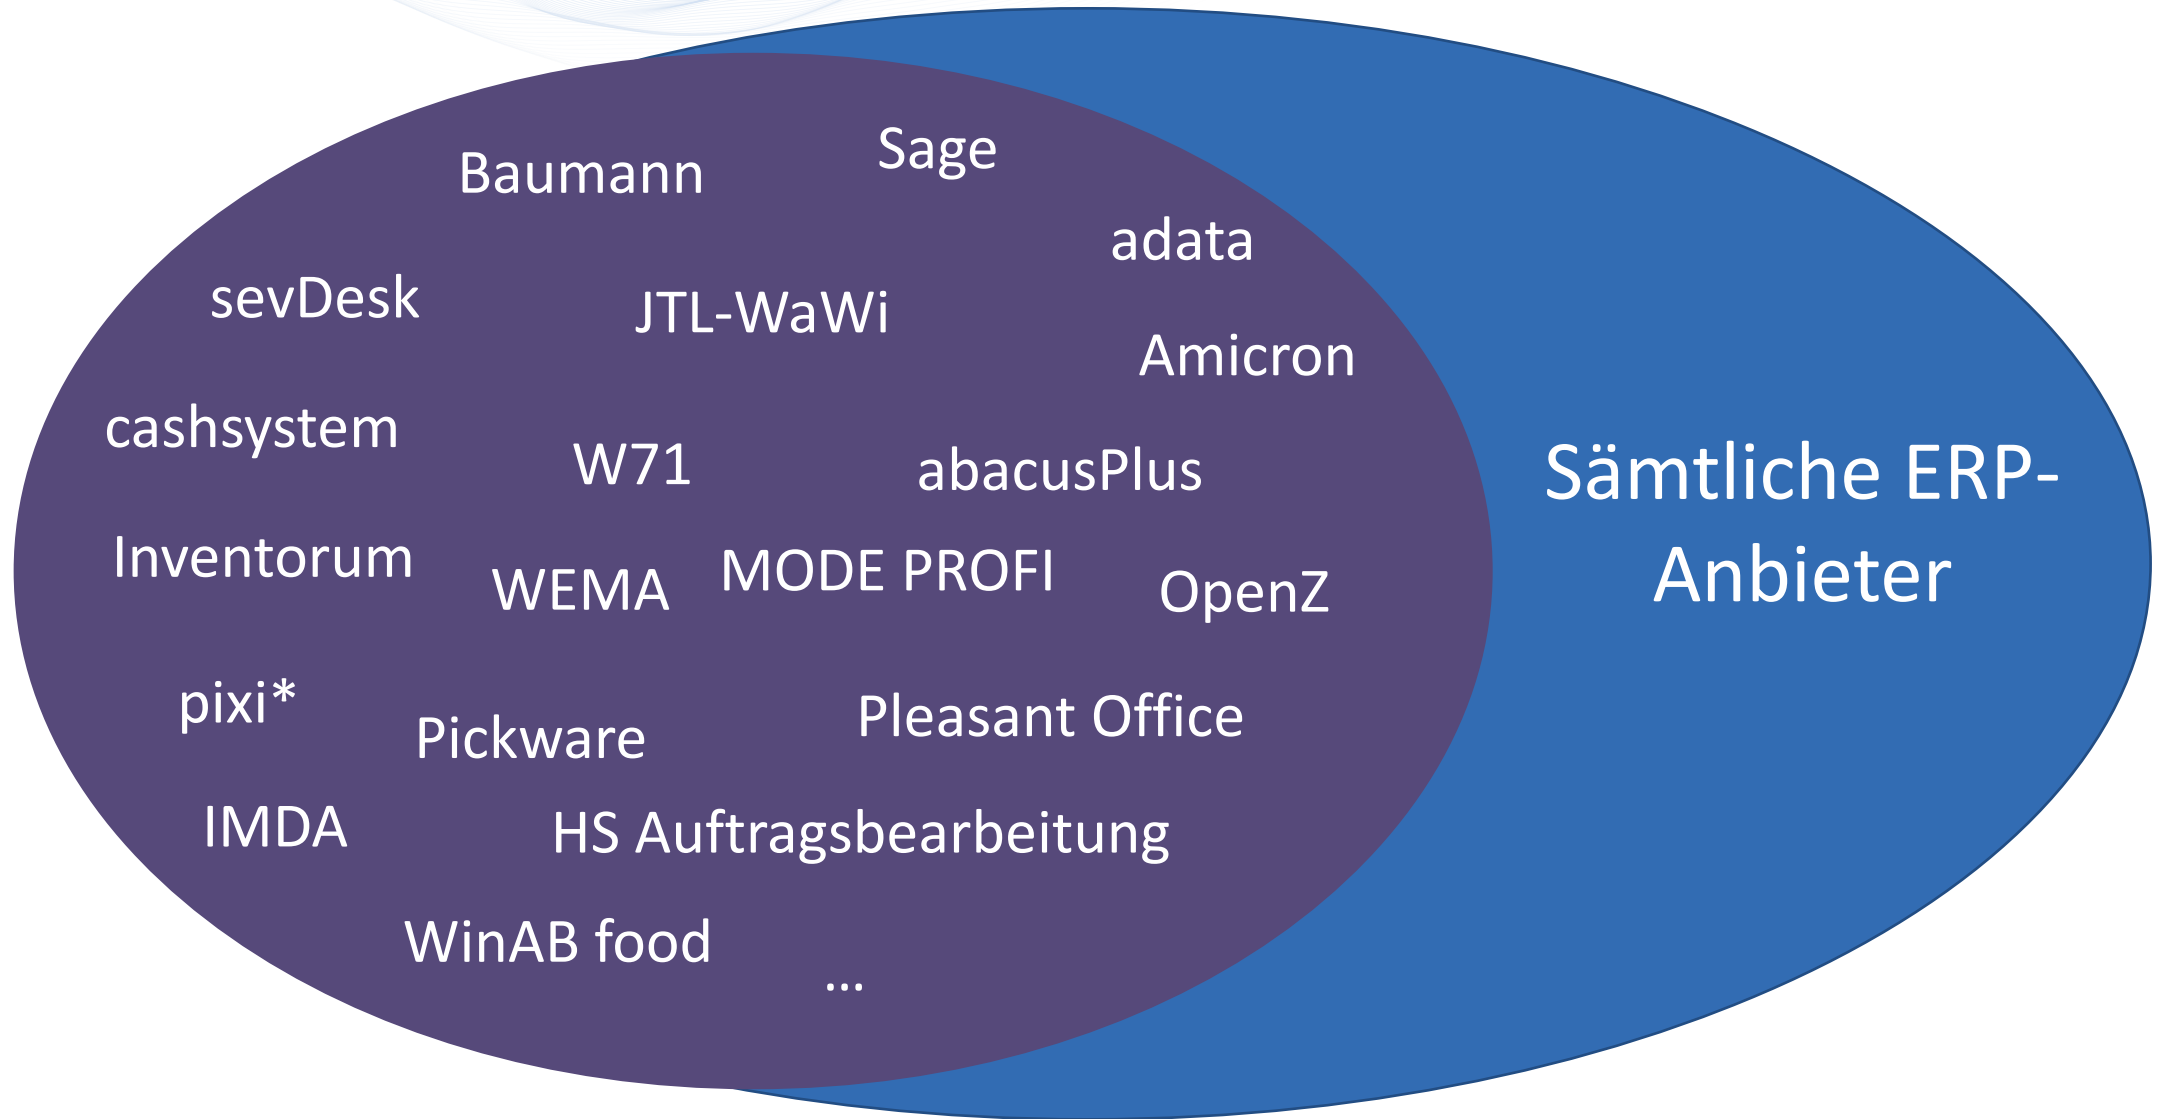 Sage
Baumann
adata
sevDesk
JTL-WaWi
Amicron
cashsystem
W71
abacusPlus
Sämtliche ERP-
Anbieter
Inventorum
WEMA
MODE PROFI
OpenZ
pixi*
Pickware
Pleasant Office
IMDA
HS Auftragsbearbeitung
WinAB food
...